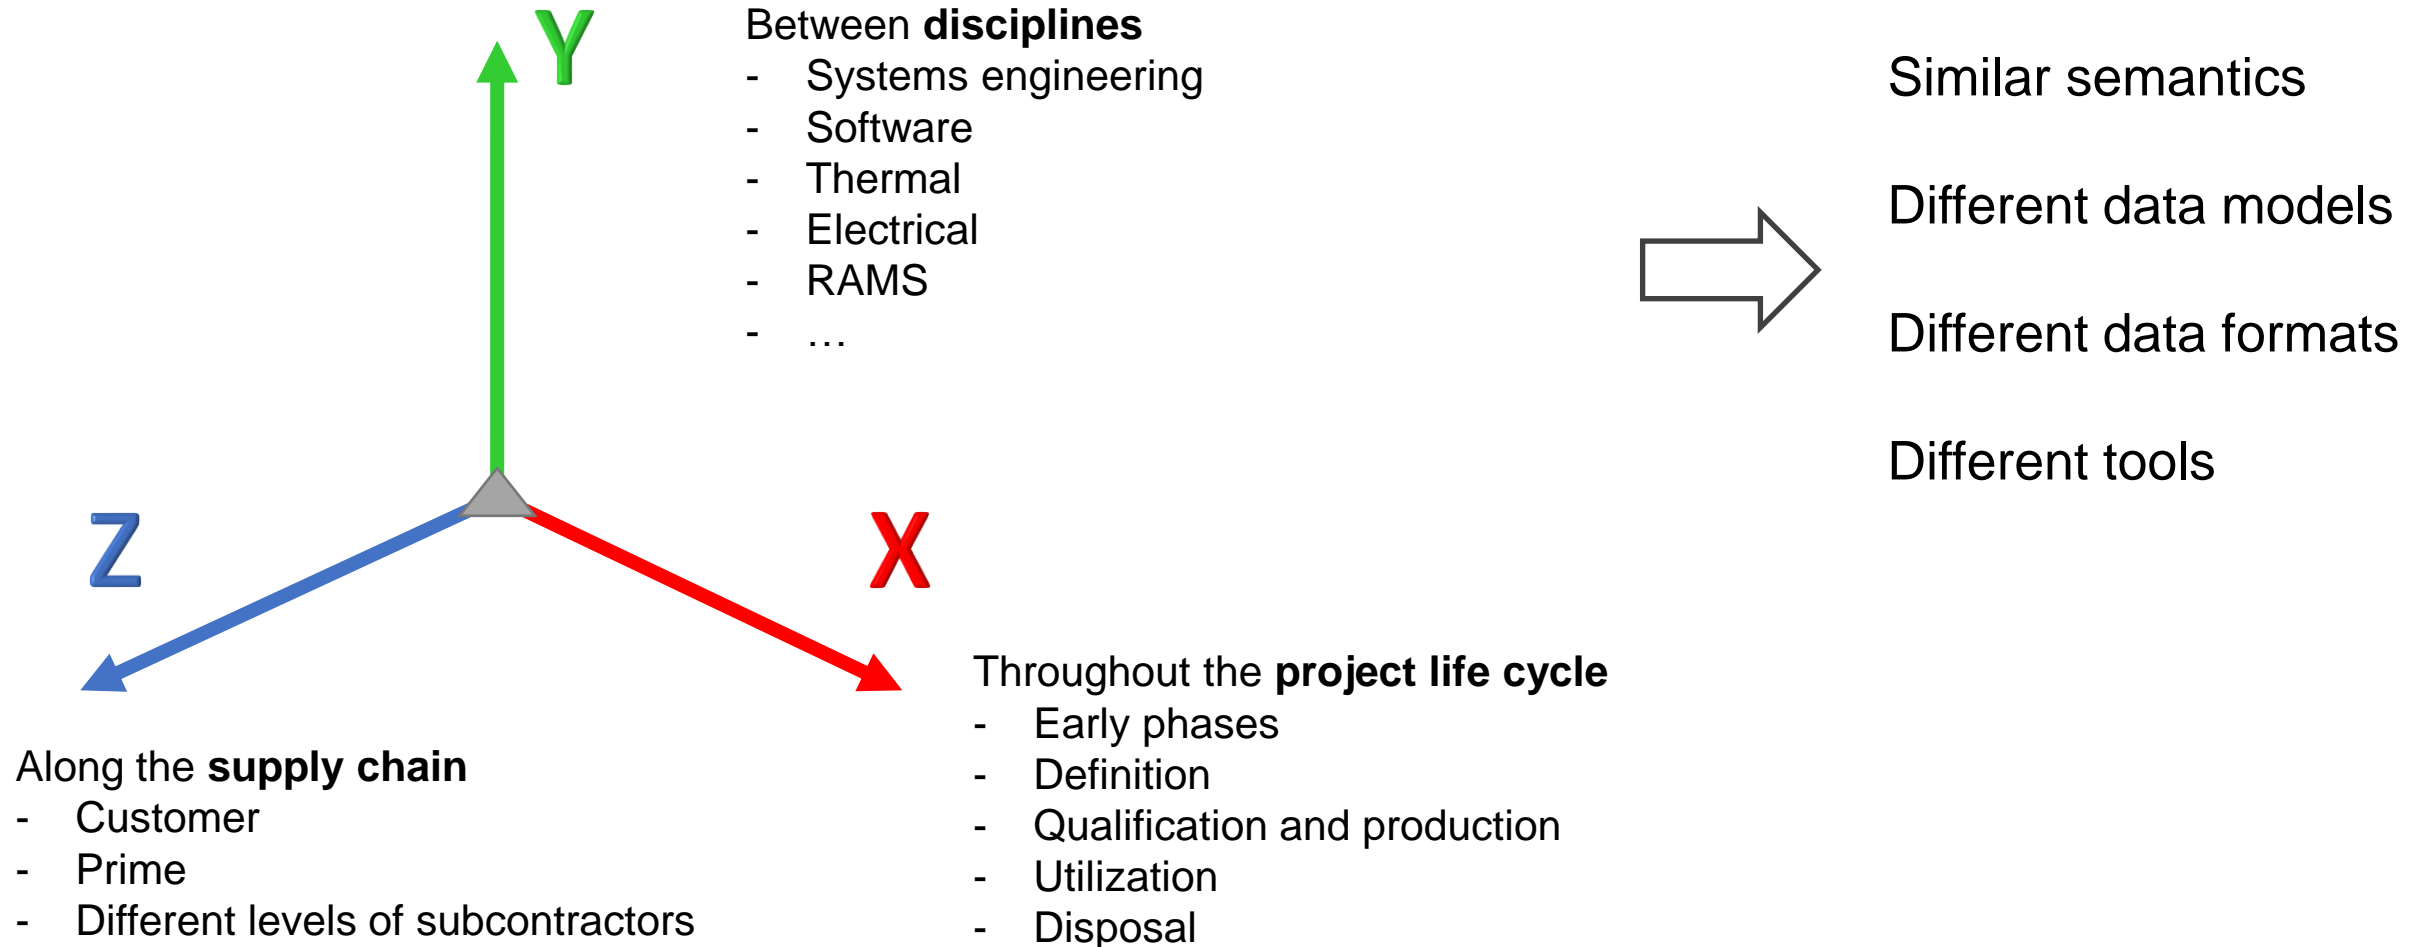 Y
Between disciplines
- Systems engineering
- Software
- Thermal
- Electrical
- RAMS
- …
Similar semantics
Different data models
Different data formats
Different tools
Z
X
Throughout the project life cycle
- Early phases
- Definition
- Qualification and production
- Utilization
- Disposal
Along the supply chain
- Customer
- Prime
- Different levels of subcontractors